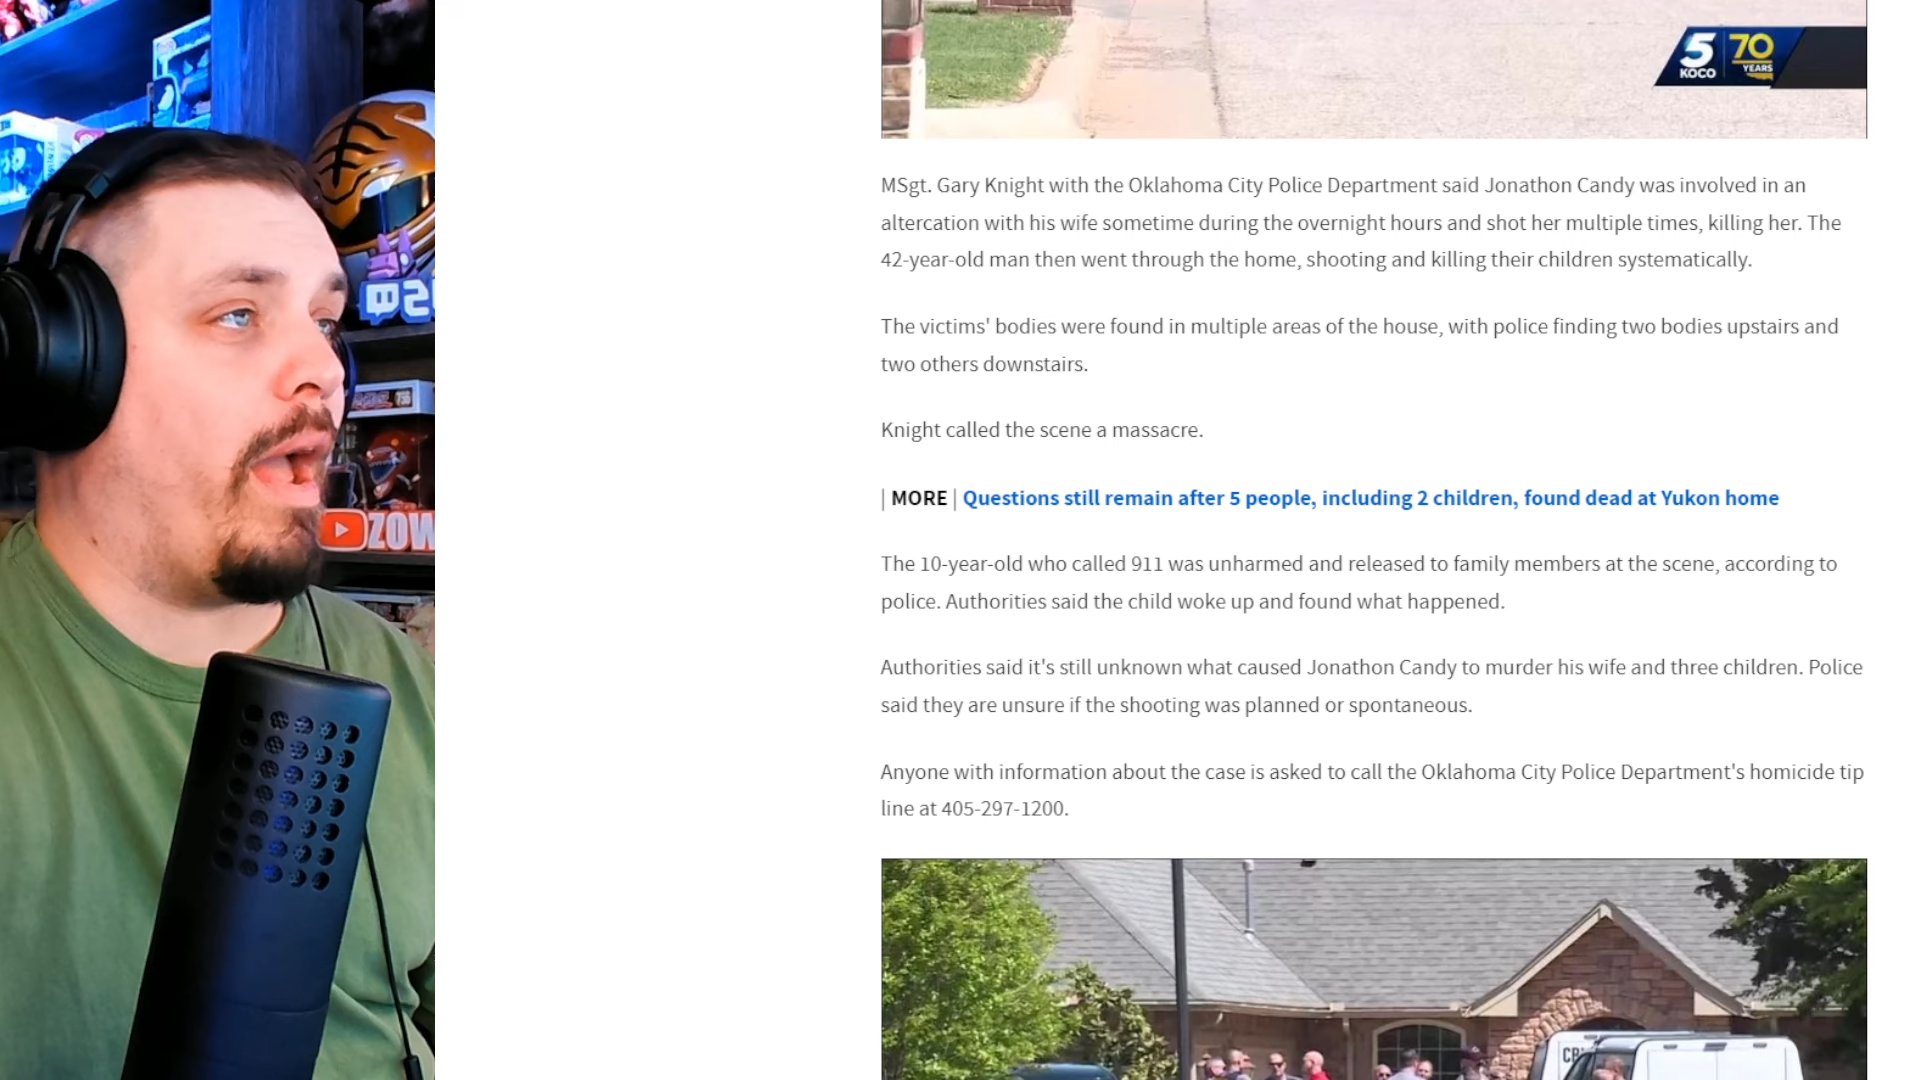 5 70
KOCO YEARS
MSgt. Gary Knight with the Oklahoma City Police Department said Jonathon Candy was involved in an
altercation with his wife sometime during the overnight hours and shot her multiple times, killing her. The
42-year-old man then went through the home, shooting and killing their children systematically.
The victims' bodies were found in multiple areas of the house, with police finding two bodies upstairs and
two others downstairs.
Knight called the scene a massacre.
| MORE | Questions still remain after 5 people, including 2 children, found dead at Yukon home
The 10-year-old who called 911 was unharmed and released to family members at the scene, according to
police. Authorities said the child woke up and found what happened.
Authorities said it's still unknown what caused Jonathon Candy to murder his wife and three children. Police
said they are unsure if the shooting was planned or spontaneous.
Anyone with information about the case is asked to call the Oklahoma City Police Department's homicide tip
line at 405-297-1200.
ZOW